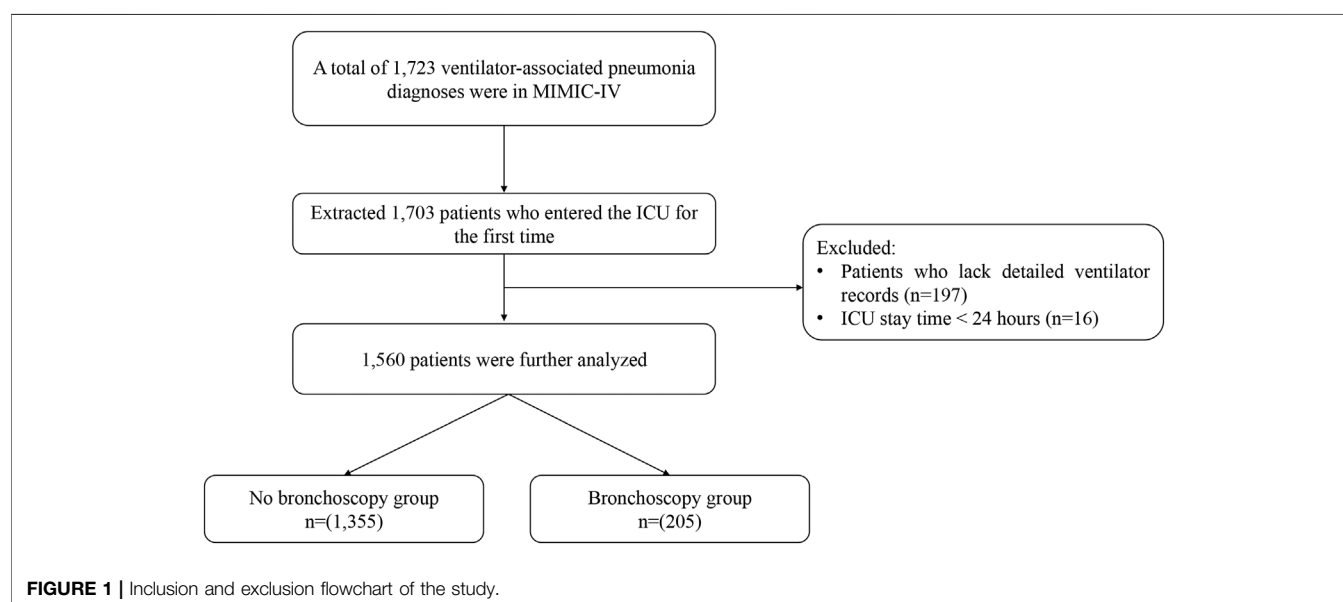 A total of 1,723 ventilator-associated pneumonia
diagnoses were in MIMIC-IV
Extracted 1,703 patients who entered the ICU for
the first time
Excluded:
• Patients who lack detailed ventilator
records (n=197)
• ICU stay time < 24 hours (n=16)
1,560 patients were further analyzed
No bronchoscopy group
n=(1,355)
Bronchoscopy group
n=(205)
FIGURE 1 | Inclusion and exclusion flowchart of the study.